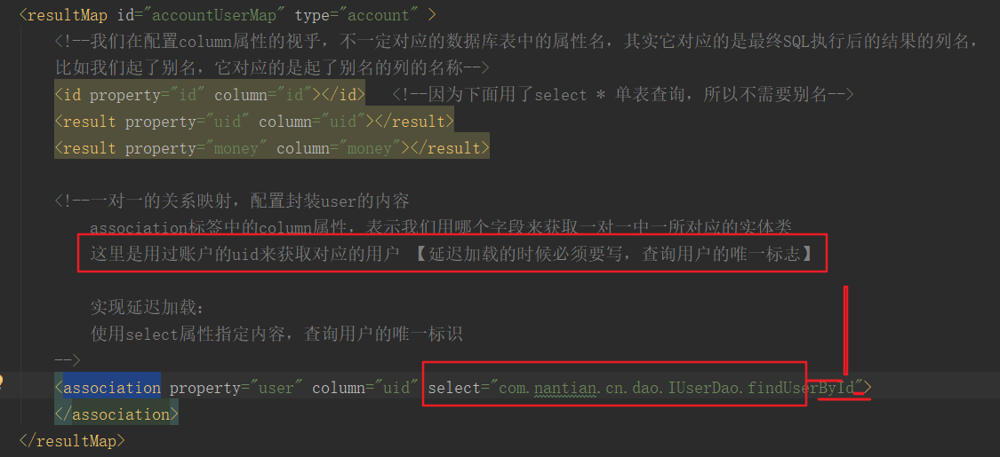 <resultMap id="accountUserMap" type="account" >
<!--我们在配置column属性的视乎，不一定对应的数据库表中的属性名，其实它对应的是最终SQL执行后的结果的列名，
比如我们起了别名，它对应的是起了别名的列的名称-->
<id property="id" column="id"></id> <!--因为下面用了select * 单表查询，所以不需要别名-->
<result property="uid" column="uid"></result>
<result property="money" column="money"></result>
<!--一对一的关系映射，配置封装user的内容
association标签中的column属性，表示我们用哪个字段来获取一对一中一所对应的实体类
这里是用过账户的uid来获取对应的用户 【延迟加载的时候必须要写，查询用户的唯一标志】
实现延迟加载：
使用select属性指定内容，查询用户的唯一标识
-->
<association property="user" column="uid" select="com.nantian.cn.dao.IUserDao.findUserById">
</association>
</resultMap>